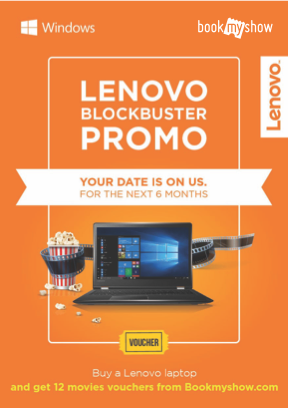 Windows
bookmyshow
Lenovo
LENOVO
BLOCKBUSTER
PROMO
YOUR DATE IS ON US.
FOR THE NEXT 6 MONTHS
VOUCHER
Buy a Lenovo laptop
and get 12 movies vouchers from Bookmyshow.com